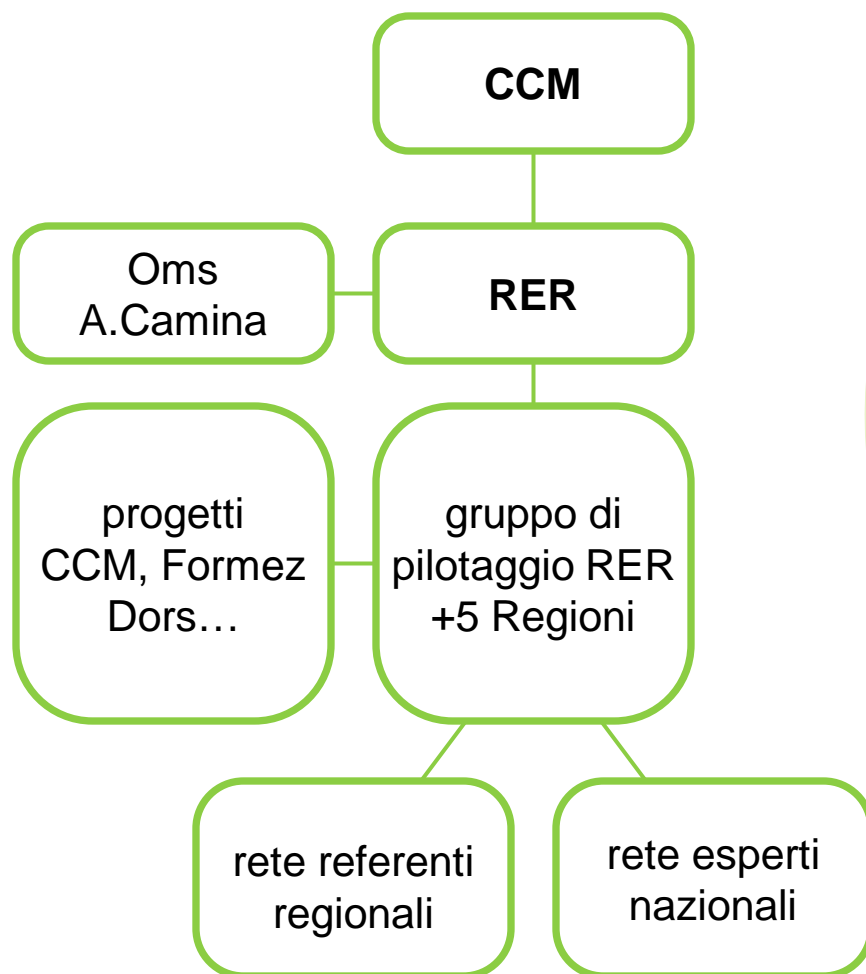 CCM
Oms
A.Camina
RER
progetti
CCM, Formez
Dors…
gruppo di
pilotaggio RER
+5 Regioni
rete referenti
regionali
rete esperti
nazionali